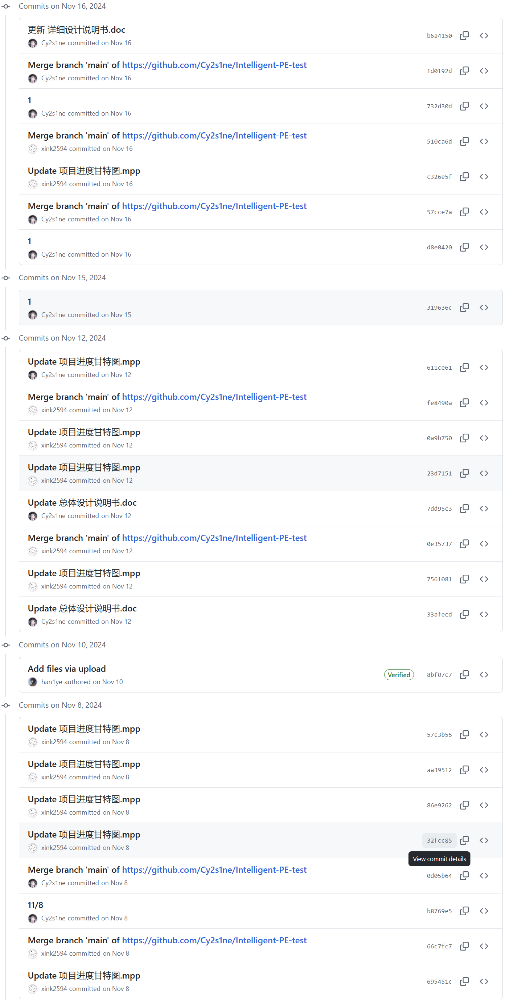 Commits on Nov 16, 2024
更新 详细设计说明书.doc
Cy2s1ne committed on Nov 16
b6a4150
Merge branch 'main' of https://github.com/Cy2s1ne/Intelligent-PE-test
Cy2s1ne committed on Nov 16
1d0192d
1
Cy2s1ne committed on Nov 16
732d30d
Merge branch 'main' of https://github.com/Cy2s1ne/Intelligent-PE-test
xink2594 committed on Nov 16
510ca6d
Update 项目进度甘特图.mpp
xink2594 committed on Nov 16
c326e5f
Merge branch 'main' of https://github.com/Cy2s1ne/Intelligent-PE-test
Cy2s1ne committed on Nov 16
57cce7a
1
Cy2s1ne committed on Nov 16
d8e0420
Commits on Nov 15, 2024
1
Cy2s1ne committed on Nov 15
319636c
Commits on Nov 12, 2024
Update 项目进度甘特图.mpp
Cy2s1ne committed on Nov 12
611ce61
Merge branch 'main' of https://github.com/Cy2s1ne/Intelligent-PE-test
xink2594 committed on Nov 12
fe8490a
Update 项目进度甘特图.mpp
xink2594 committed on Nov 12
0a9b750
Update 项目进度甘特图.mpp
xink2594 committed on Nov 12
23d7151
Update 总体设计说明书.doc
Cy2s1ne committed on Nov 12
7dd95c3
Merge branch 'main' of https://github.com/Cy2s1ne/Intelligent-PE-test
xink2594 committed on Nov 12
0e35737
Update 项目进度甘特图.mpp
xink2594 committed on Nov 12
7561081
Update 总体设计说明书.doc
Cy2s1ne committed on Nov 12
33afecd
Commits on Nov 10, 2024
Add files via upload
han1ye authored on Nov 10
Verified
8bf07c7
Commits on Nov 8, 2024
Update 项目进度甘特图.mpp
xink2594 committed on Nov 8
57c3b55
Update 项目进度甘特图.mpp
xink2594 committed on Nov 8
aa39512
Update 项目进度甘特图.mpp
xink2594 committed on Nov 8
86e9262
Update 项目进度甘特图.mpp
xink2594 committed on Nov 8
32fcc85
View commit details
Merge branch 'main' of https://github.com/Cy2s1ne/Intelligent-PE-test
Cy2s1ne committed on Nov 8
0d05b64
11/8
Cy2s1ne committed on Nov 8
b8769e5
Merge branch 'main' of https://github.com/Cy2s1ne/Intelligent-PE-test
xink2594 committed on Nov 8
66c7fc7
Update 项目进度甘特图.mpp
xink2594 committed on Nov 8
695451c